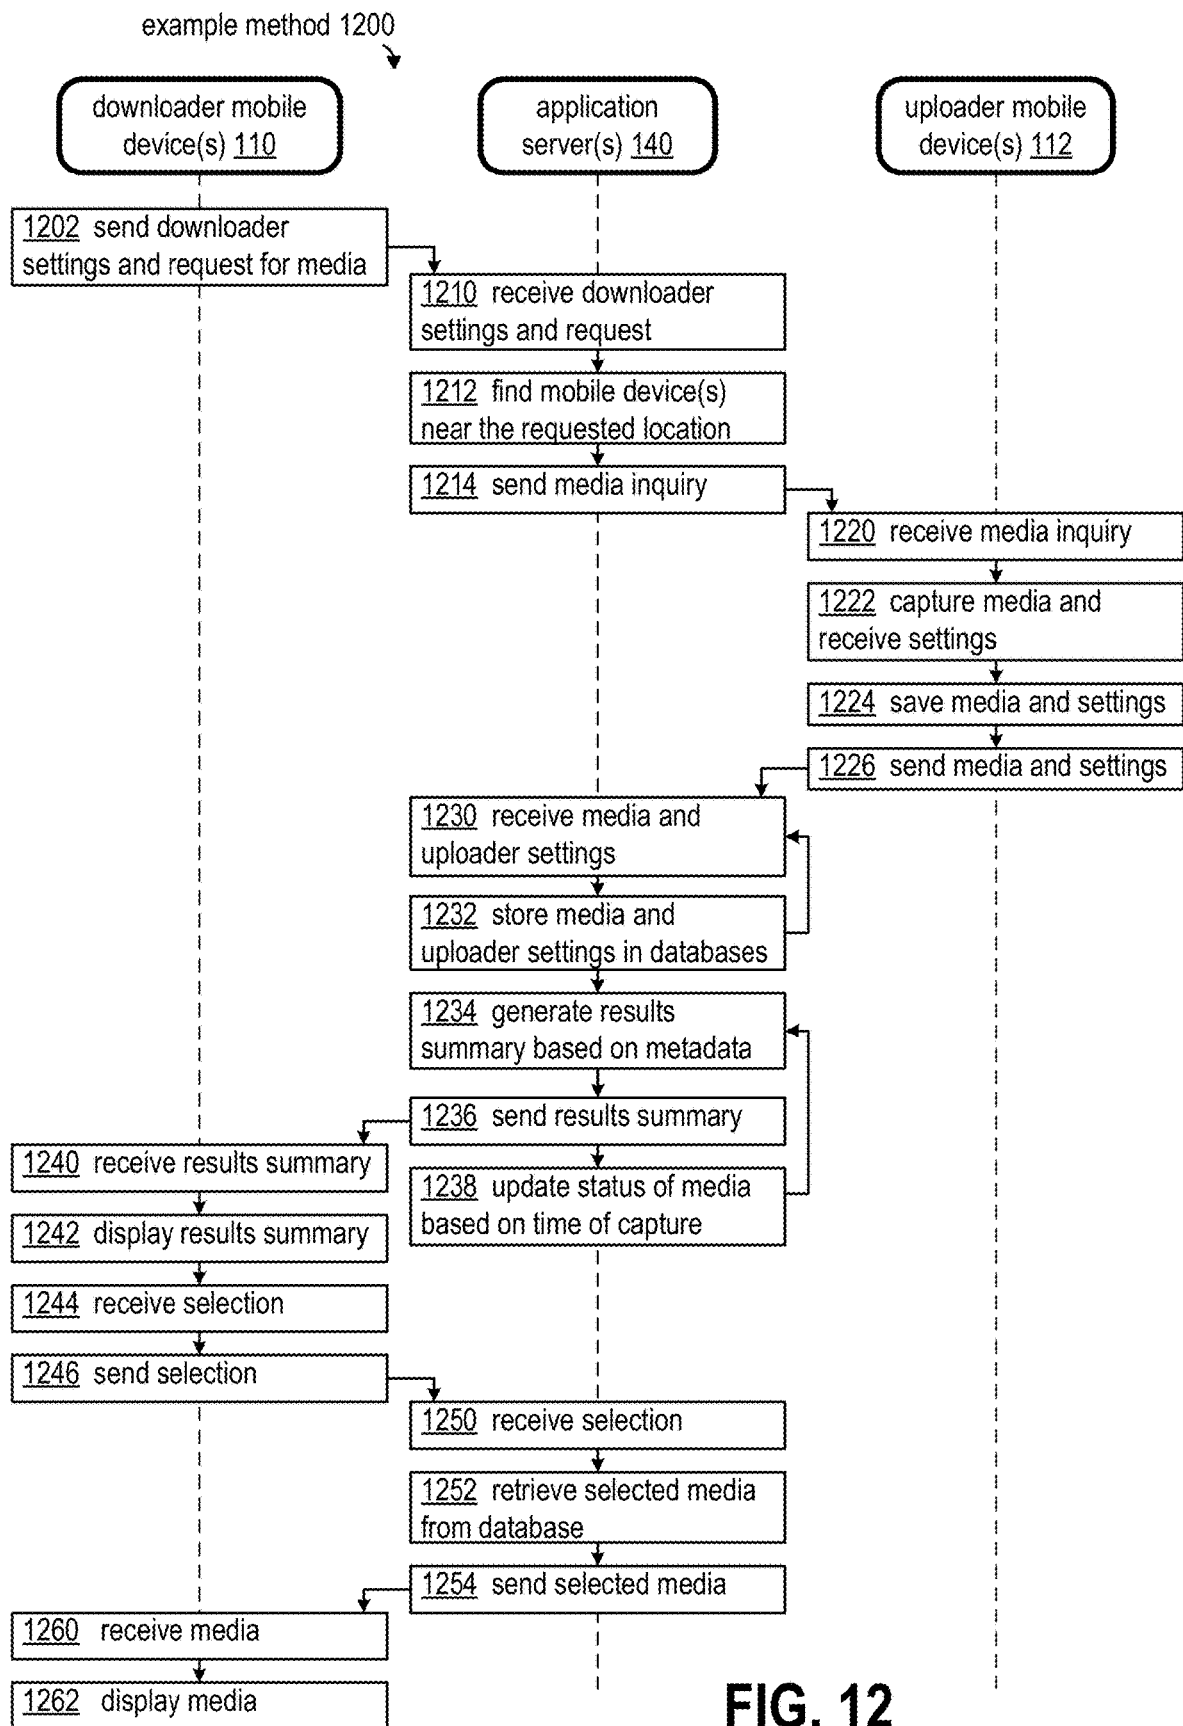 example method 1200
downloader mobile
device(s) 110
application
server(s) 140
uploader mobile
device(s) 112
1202 send downloader
settings and request for media
1210 receive downloader
settings and request
1212 find mobile device(s)
near the requested location
1214 send media inquiry
1220 receive media inquiry
1222 capture media and
receive settings
1224 save media and settings
1226 send media and settings
1230 receive media and
uploader settings
1232 store media and
uploader settings in databases
1234 generate results
summary based on metadata
1236 send results summary
1240 receive results summary
1238 update status of media
based on time of capture
1242 display results summary
1244 receive selection
1246 send selection
1250 receive selection
1252 retrieve selected media
from database
1254 send selected media
1260 receive media
1262 display media
FIG. 12